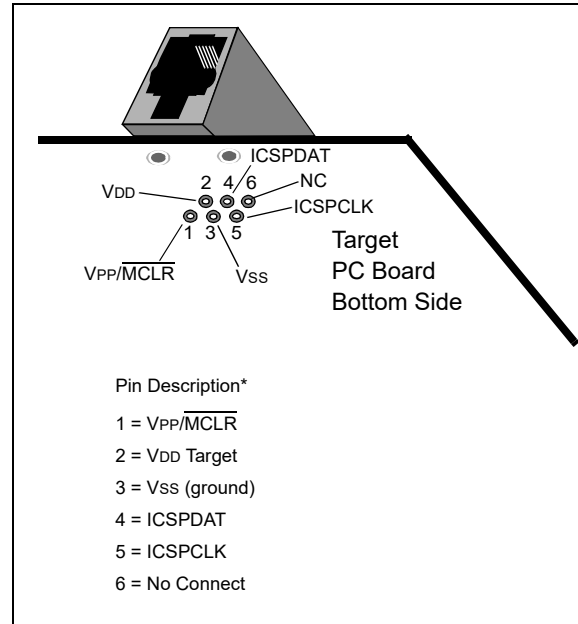 ICSPDAT
2 4 6 NC
VDD
ICSPCLK
1 3 5
Target
PC Board
Bottom Side
VPP/MCLR
VSS
Pin Description*
1 = VPP/MCLR
2 = VDD Target
3 = VSS (ground)
4 = ICSPDAT
5 = ICSPCLK
6 = No Connect